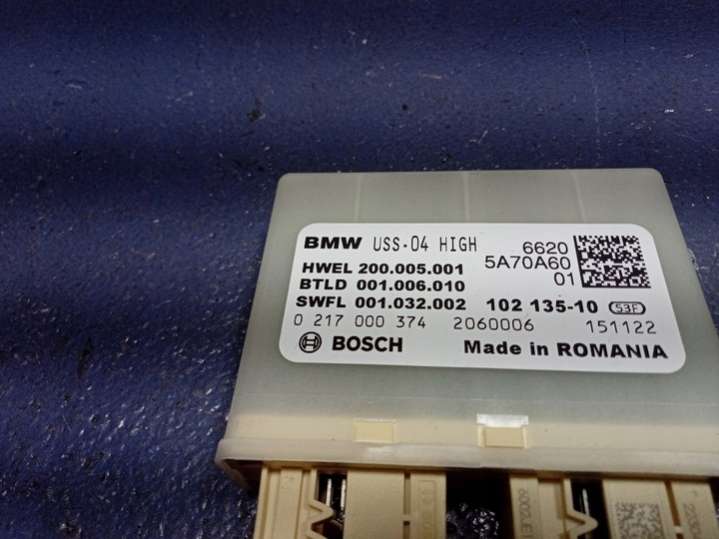 BMW USS-04 HIGH
6620
5A70A60
01
HWEL 200.005.001
BTLD 001.006.010
SWFL 001.032.002 102 135-10 S3F
0 217 000 374 2060006 151122
BOSCH Made in ROMANIA